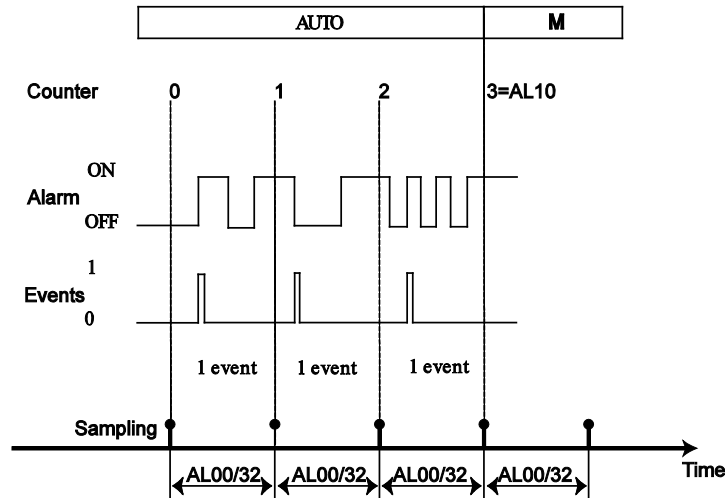 AUTO M
Counter 0 1 2 3=AL10
ON
Alarm
OFF
1
Events
0
1 event 1 event 1 event
Sampling
Time
AL00/32 AL00/32 AL00/32 AL00/32